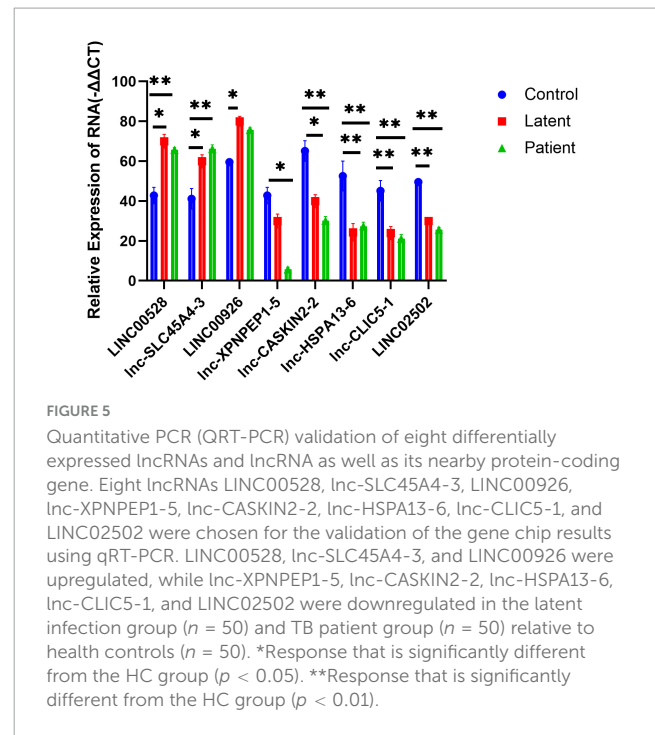 Relative Expression of RNA(-ΔΔCT)
100
80
60
40
20
0
** * ** * * * ** * ** ** ** ** ** **
Control
Latent
Patient
LINC00528
lnc-SLC45A4-3
LINC00926
lnc-XPNPEP1-5
lnc-CASKIN2-2
lnc-HSPA13-6
lnc-CLIC5-1
LINC02502
FIGURE 5
Quantitative PCR (QRT-PCR) validation of eight differentially
expressed lncRNAs and lncRNA as well as its nearby protein-coding
gene. Eight lncRNAs LINC00528, lnc-SLC45A4-3, LINC00926,
lnc-XPNPEP1-5, lnc-CASKIN2-2, lnc-HSPA13-6, lnc-CLIC5-1, and
LINC02502 were chosen for the validation of the gene chip results
using qRT-PCR. LINC00528, lnc-SLC45A4-3, and LINC00926 were
upregulated, while lnc-XPNPEP1-5, lnc-CASKIN2-2, lnc-HSPA13-6,
lnc-CLIC5-1, and LINC02502 were downregulated in the latent
infection group (n = 50) and TB patient group (n = 50) relative to
health controls (n = 50). *Response that is significantly different
from the HC group (p < 0.05). **Response that is significantly
different from the HC group (p < 0.01).